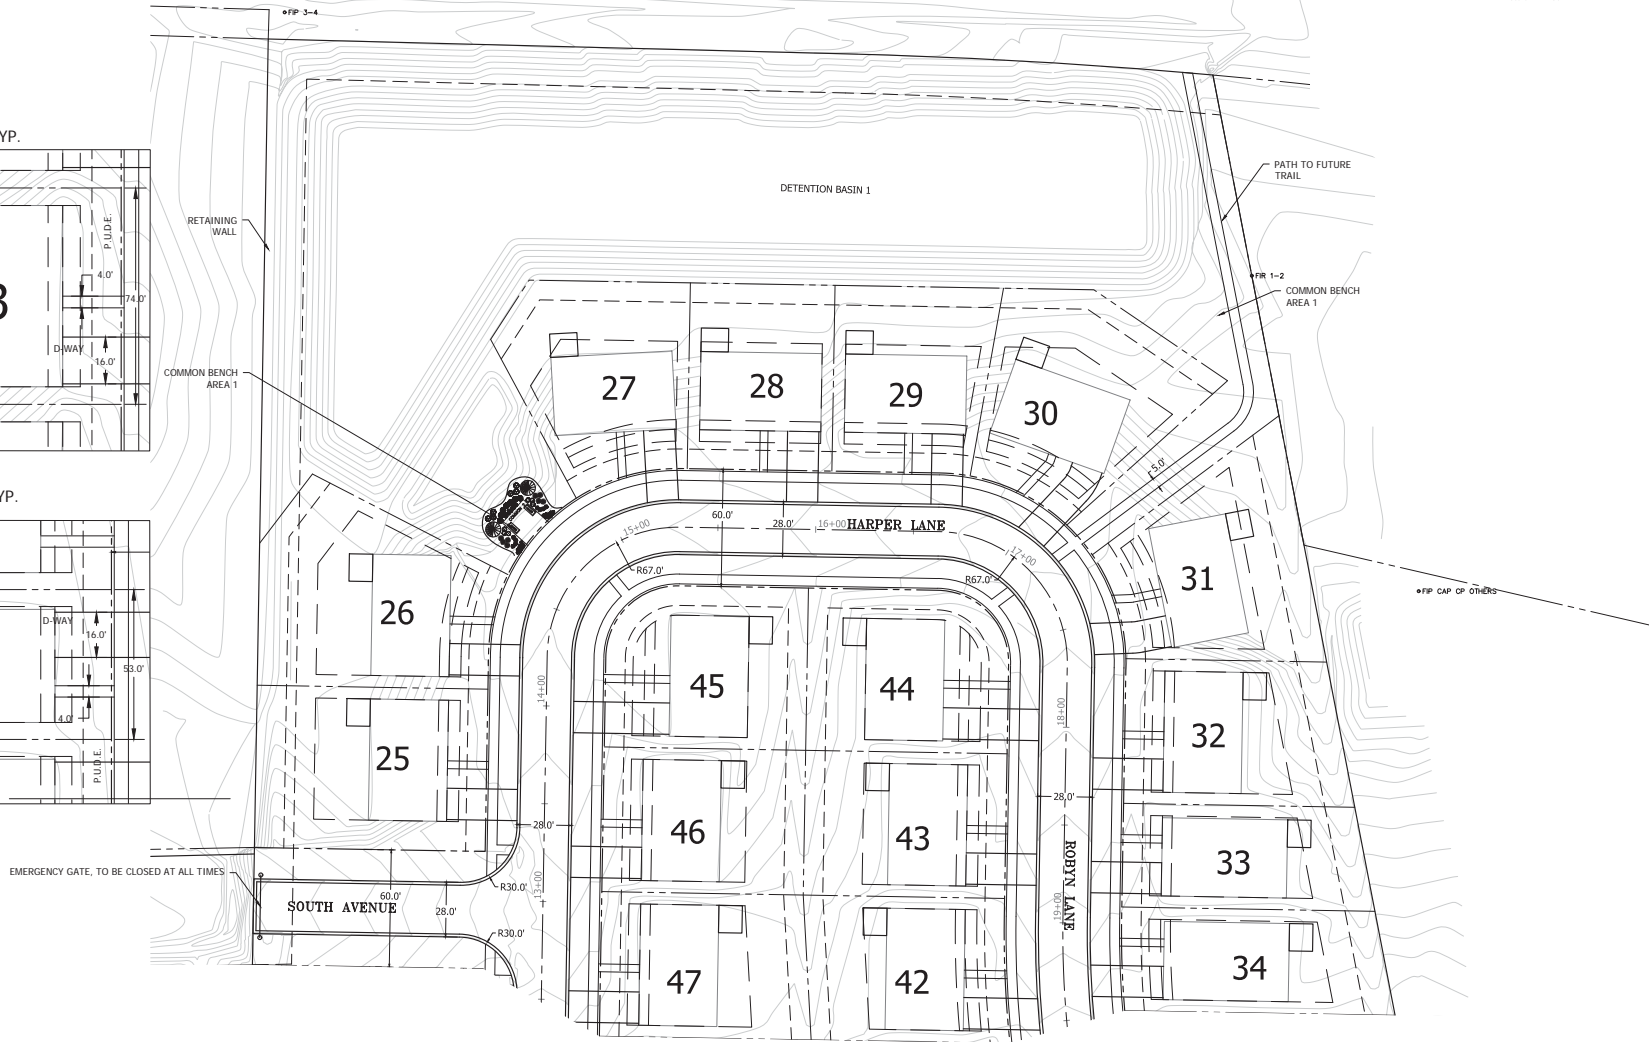 FIP 3-4
YP.
P.U.D.E.
4.0'
74.0'
D-WAY
16.0'
RETAINING
WALL
DETENTION BASIN 1
PATH TO FUTURE
TRAIL
FIR 1-2
COMMON BENCH
AREA 1
COMMON BENCH
AREA 1
27
28
29
30
5.0'
YP.
15+00
60.0'
28.0'
16+00
HARPER LANE
17+00
R67.0'
R67.0'
31
FIP CAP CP OTHERS
26
D-WAY
16.0'
53.0'
4.0'
P.U.D.E.
14+00
45
44
18+00
32
25
28.0'
46
43
28.0'
33
EMERGENCY GATE, TO BE CLOSED AT ALL TIMES
60.0'
28.0'
SOUTH AVENUE
R30.0'
13+00
R30.0'
ROBYN LANE
19+00
47
42
34